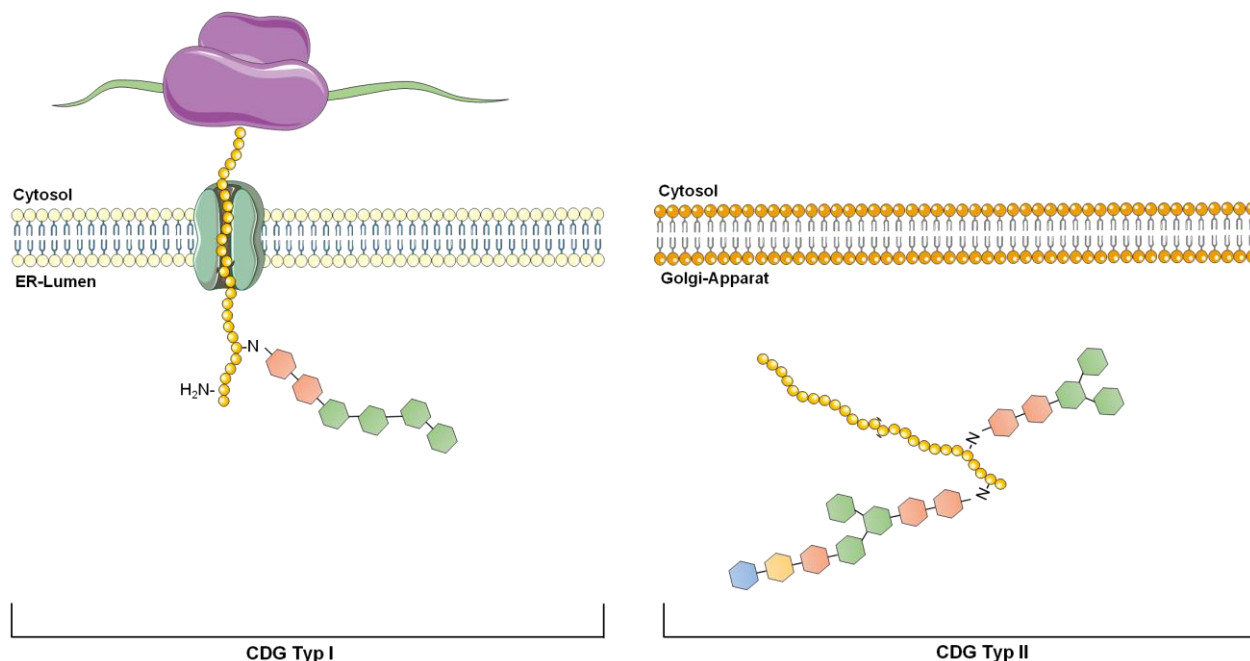 Cytosol
ER-Lumen
-N
H₂N-
CDG Typ I
Cytosol
Golgi-Apparat
N
N
CDG Typ II